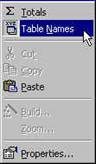 Σ Totals
Table Names
Cut
Copy
Paste
Build...
Zoom...
Properties...